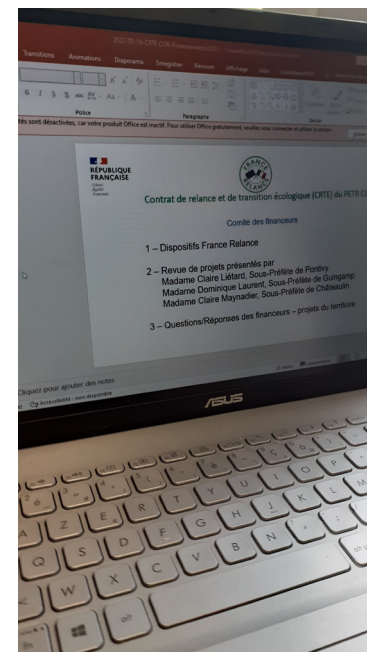 Transitions Animations Diaporama Enregistrer Révision Affichage
Police
Paragraphe
Dessin
tés sont désactivées, car votre produit Office est inactif. Pour utiliser Office gratuitement, veuillez vous connecter et utiliser la version
RÉPUBLIQUE
FRANÇAISE
Liberté
Égalité
Fraternité
FRANCE
RELANCE
Contrat de relance et de transition écologique (CRTE) du PETR CO
Comité des financeurs
1 – Dispositifs France Relance
2 – Revue de projets présentés par
Madame Claire Liétard, Sous-Préfète de Pontivy
Madame Dominique Laurent, Sous-Préfète de Guingamp
Madame Claire Maynadier, Sous-Préfète de Châteaulin
3 – Questions/Réponses des financeurs – projets du territoire
Cliquez pour ajouter des notes
Accessibilité : non disponible
ASUS
A Z E R T Y U I O P
Q S D F G H J K L M
W X C V B N
alt
alt gr
fn